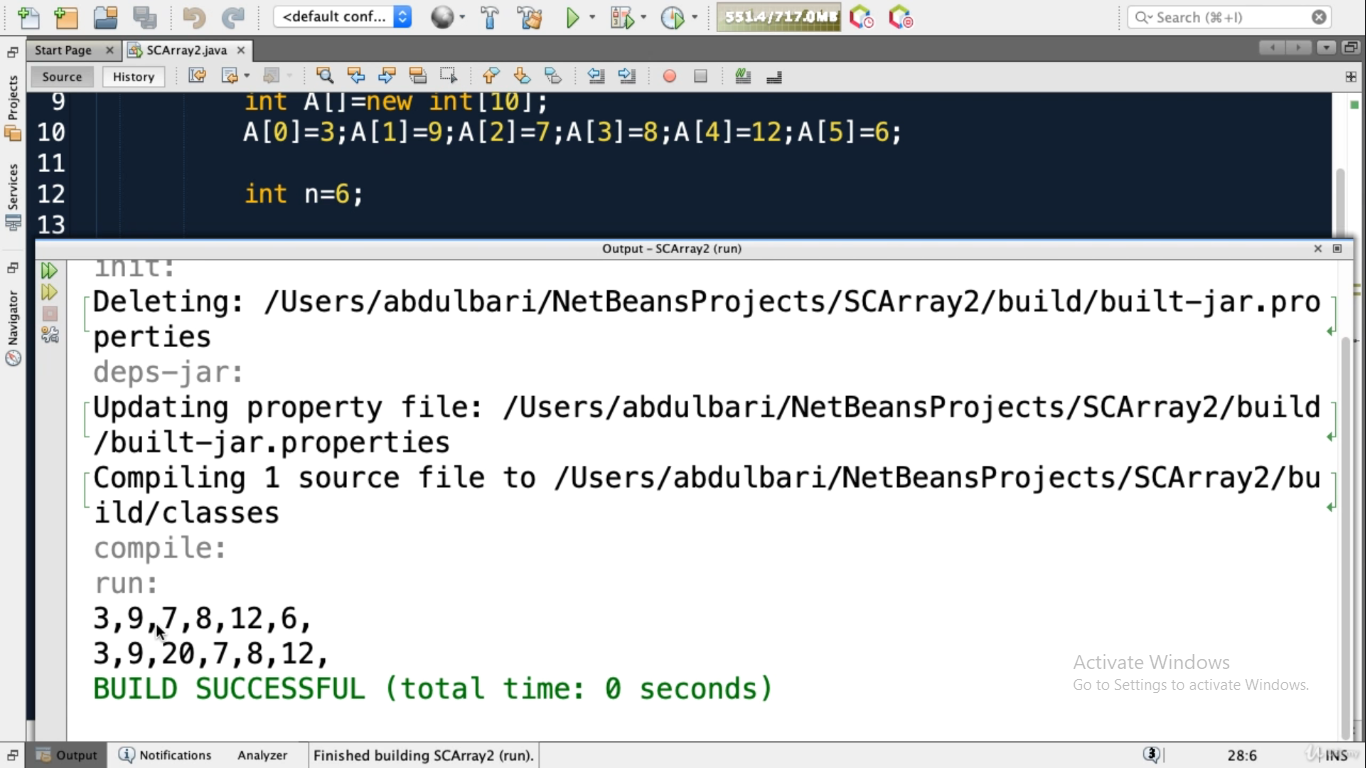 <default conf...
551.4/717.0MB
Search (⌘+I)
Start Page
SCArray2.java
Source
History
Projects
Services
Navigator
9 int A[]=new int[10];
10 A[0]=3;A[1]=9;A[2]=7;A[3]=8;A[4]=12;A[5]=6;
11
12 int n=6;
13
Output - SCArray2 (run)
init:
Deleting: /Users/abdulbari/NetBeansProjects/SCArray2/build/built-jar.pro
perties
deps-jar:
Updating property file: /Users/abdulbari/NetBeansProjects/SCArray2/build
/built-jar.properties
Compiling 1 source file to /Users/abdulbari/NetBeansProjects/SCArray2/bu
ild/classes
compile:
run:
3,9,7,8,12,6,
3,9,20,7,8,12,
BUILD SUCCESSFUL (total time: 0 seconds)
Activate Windows
Go to Settings to activate Windows.
Output
Notifications
Analyzer
Finished building SCArray2 (run).
3
28:6
INS